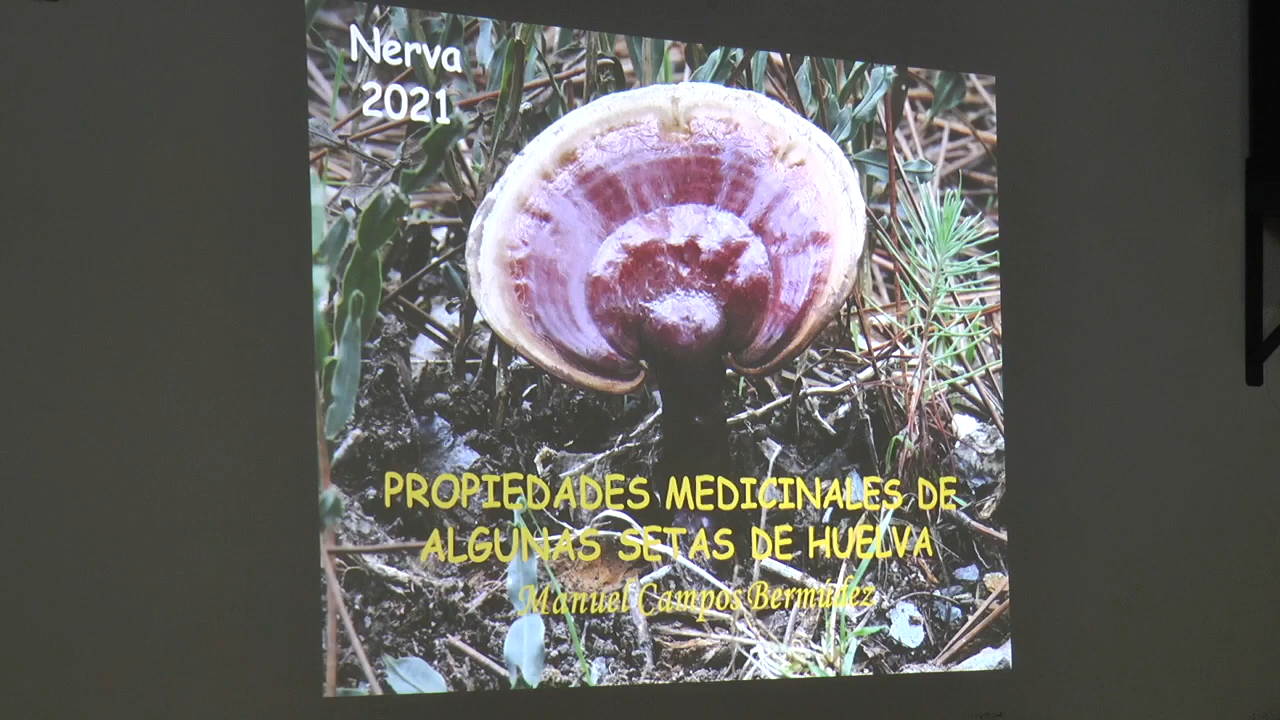 Nerva
2021
PROPIEDADES MEDICINALES DE
ALGUNAS SETAS DE HUELVA
Manuel Campos Bermúdez